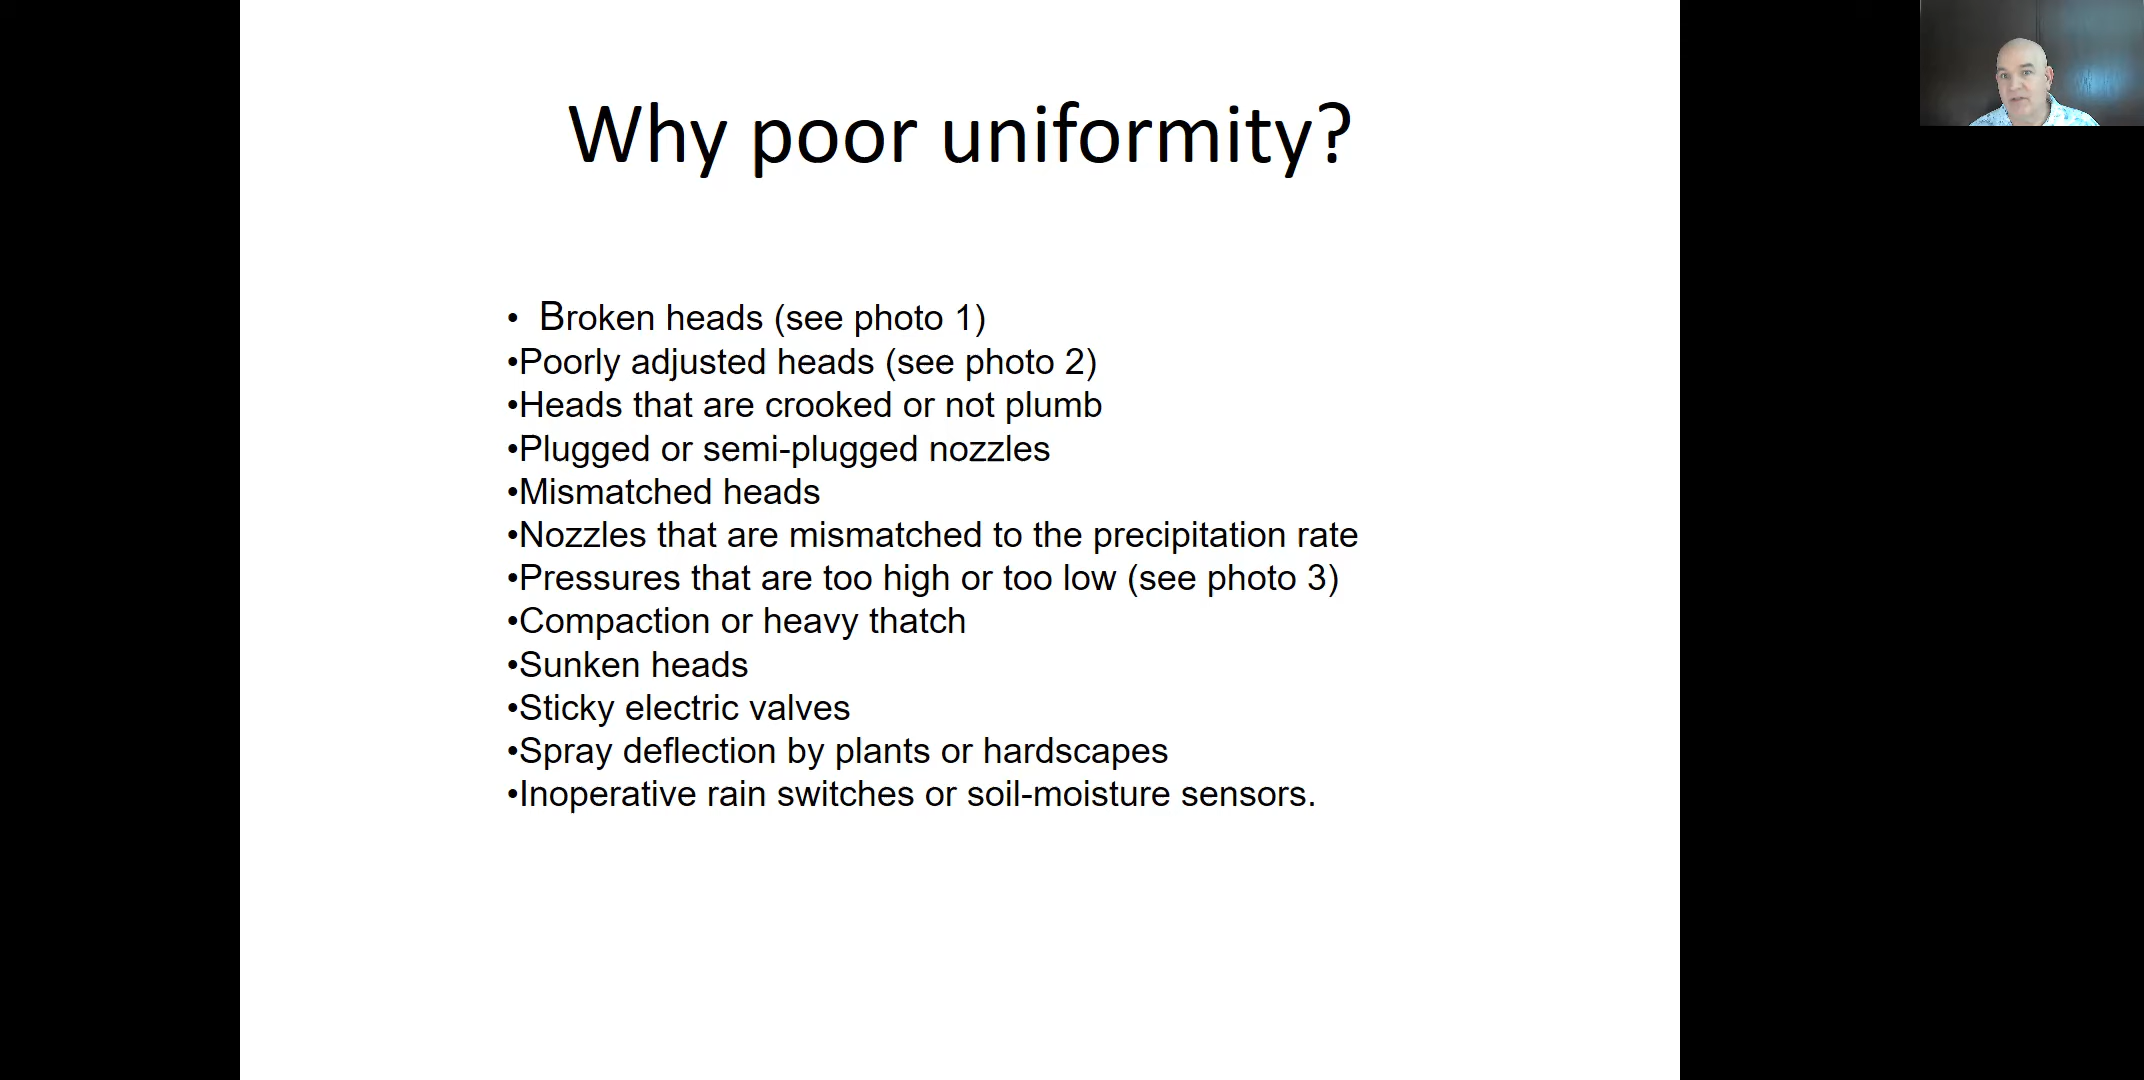 Why poor uniformity?
• Broken heads (see photo 1)
•Poorly adjusted heads (see photo 2)
•Heads that are crooked or not plumb
•Plugged or semi-plugged nozzles
•Mismatched heads
•Nozzles that are mismatched to the precipitation rate
•Pressures that are too high or too low (see photo 3)
•Compaction or heavy thatch
•Sunken heads
•Sticky electric valves
•Spray deflection by plants or hardscapes
•Inoperative rain switches or soil-moisture sensors.